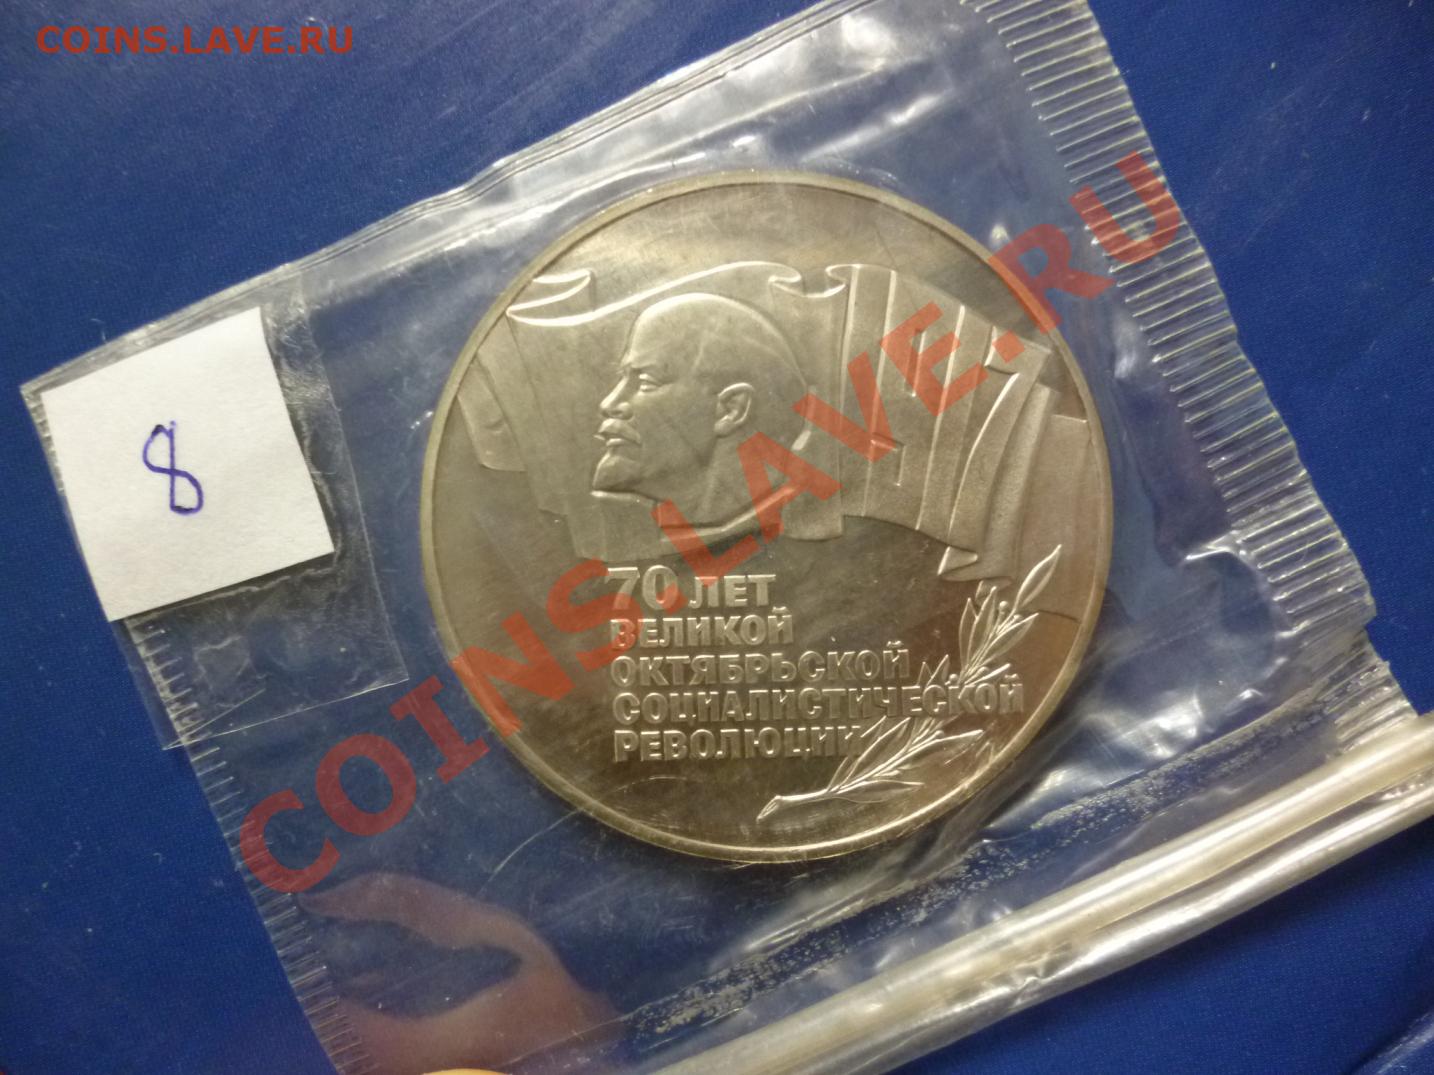 COINS.LAVE.RU
8
70 ЛЕТ
ВЕЛИКОЙ
ОКТЯБРЬСКОЙ
СОЦИАЛИСТИЧЕСКОЙ
РЕВОЛЮЦИИ
COINS.LAVE.RU